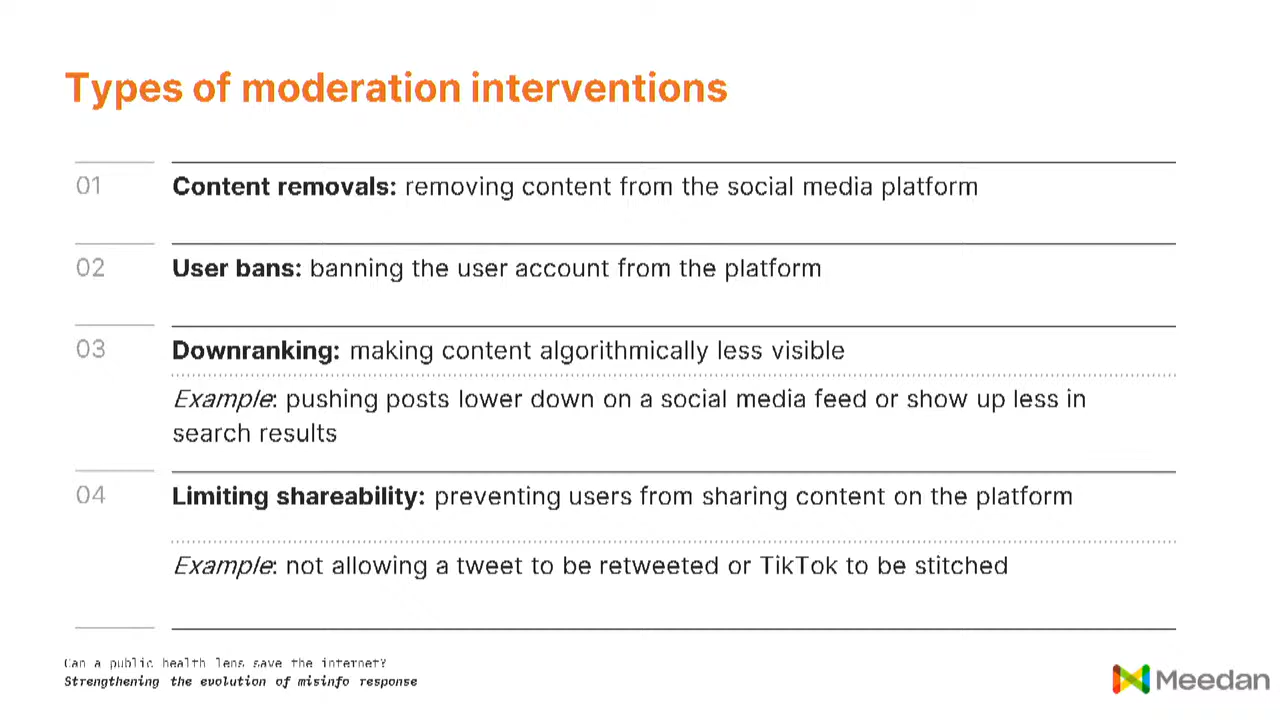 Types of moderation interventions
01
Content removals: removing content from the social media platform
02
User bans: banning the user account from the platform
03
Downranking: making content algorithmically less visible
Example: pushing posts lower down on a social media feed or show up less in
search results
04
Limiting shareability: preventing users from sharing content on the platform
Example: not allowing a tweet to be retweeted or TikTok to be stitched
Can a public health lens save the internet?
Strengthening the evolution of misinfo response
Meedan